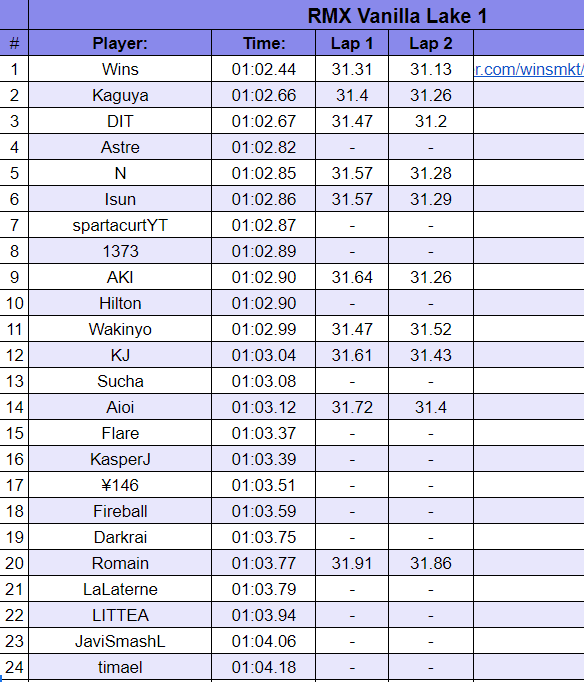 RMX Vanilla Lake 1
# Player: Time: Lap 1 Lap 2
1 Wins 01:02.44 31.31 31.13 r.com/winsmkt/
2 Kaguya 01:02.66 31.4 31.26
3 DIT 01:02.67 31.47 31.2
4 Astre 01:02.82 - -
5 N 01:02.85 31.57 31.28
6 Isun 01:02.86 31.57 31.29
7 spartacurtYT 01:02.87 - -
8 1373 01:02.89 - -
9 AKI 01:02.90 31.64 31.26
10 Hilton 01:02.90 - -
11 Wakinyo 01:02.99 31.47 31.52
12 KJ 01:03.04 31.61 31.43
13 Sucha 01:03.08 - -
14 Aioi 01:03.12 31.72 31.4
15 Flare 01:03.37 - -
16 KasperJ 01:03.39 - -
17 ¥146 01:03.51 - -
18 Fireball 01:03.59 - -
19 Darkrai 01:03.75 - -
20 Romain 01:03.77 31.91 31.86
21 LaLaterne 01:03.79 - -
22 LITTEA 01:03.94 - -
23 JaviSmashL 01:04.06 - -
24 timael 01:04.18 - -